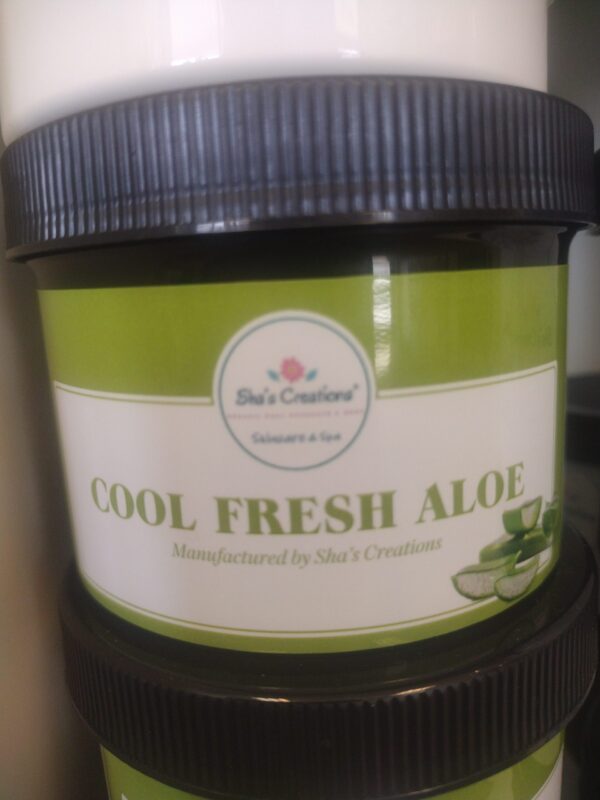 Sha's Creations
Skincare & Spa
COOL FRESH ALOE
Manufactured by Sha's Creations